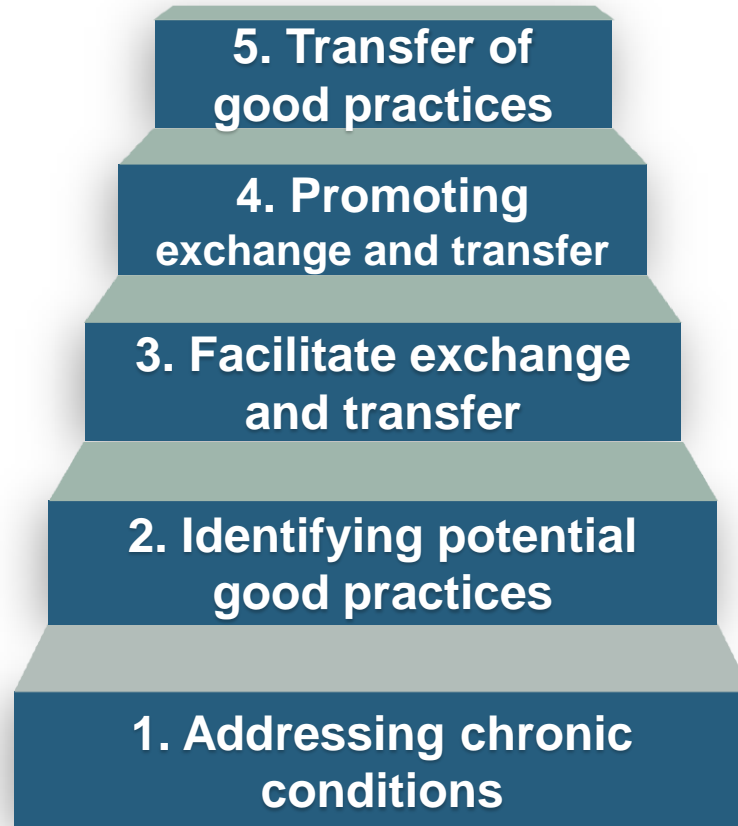 5. Transfer of
good practices
4. Promoting
exchange and transfer
3. Facilitate exchange
and transfer
2. Identifying potential
good practices
1. Addressing chronic
conditions